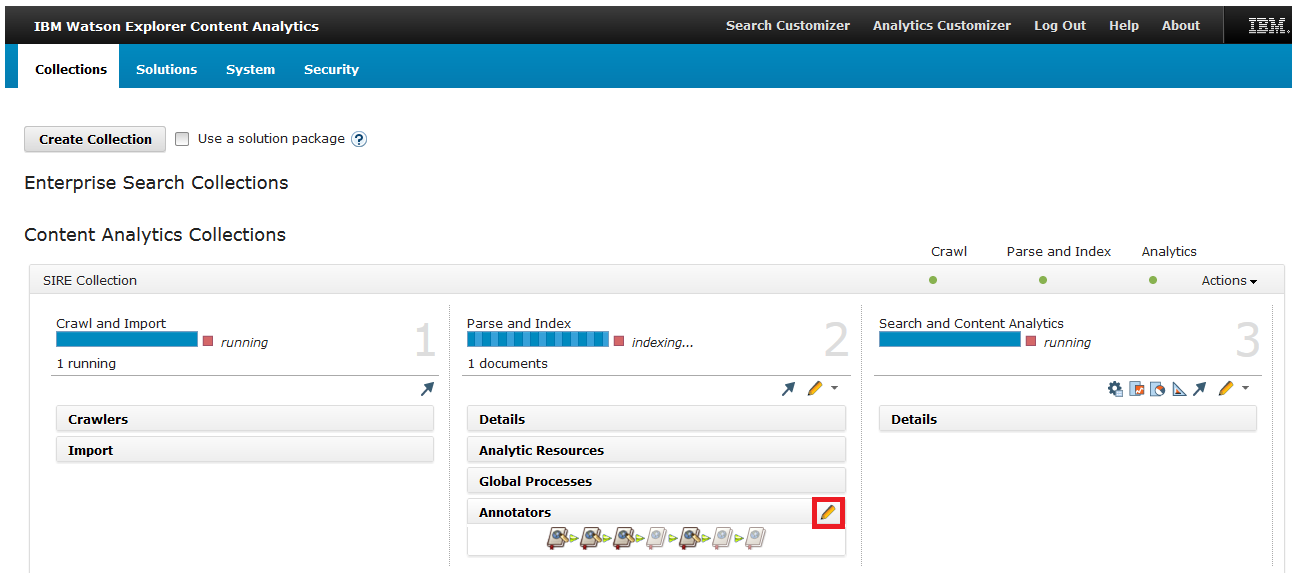 IBM Watson Explorer Content Analytics
Search Customizer Analytics Customizer Log Out Help About IBM.
Collections Solutions System Security
Create Collection Use a solution package ?
Enterprise Search Collections
Content Analytics Collections
Crawl Parse and Index Analytics
SIRE Collection Actions
Crawl and Import
running
1
1 running
Crawlers
Import
Parse and Index
indexing...
2
1 documents
Details
Analytic Resources
Global Processes
Annotators
Search and Content Analytics
running
3
Details